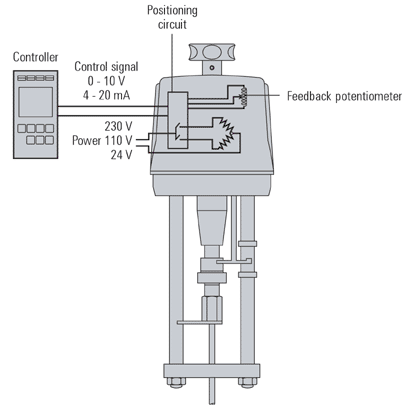 Positioning
circuit
Controller
Control signal
0 - 10 V
4 - 20 mA
Feedback potentiometer
230 V
Power 110 V
24 V